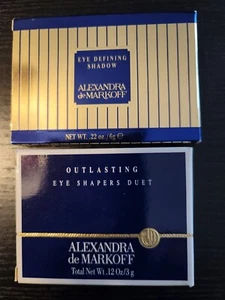 EYE DEFINING
SHADOW
ALEXANDRA
de MARKOFF
NET WT. .22 oz / 6g ℮
OUTLASTING
EYE SHAPERS DUET
ALEXANDRA
de MARKOFF
Total Net Wt .12 Oz/3 g